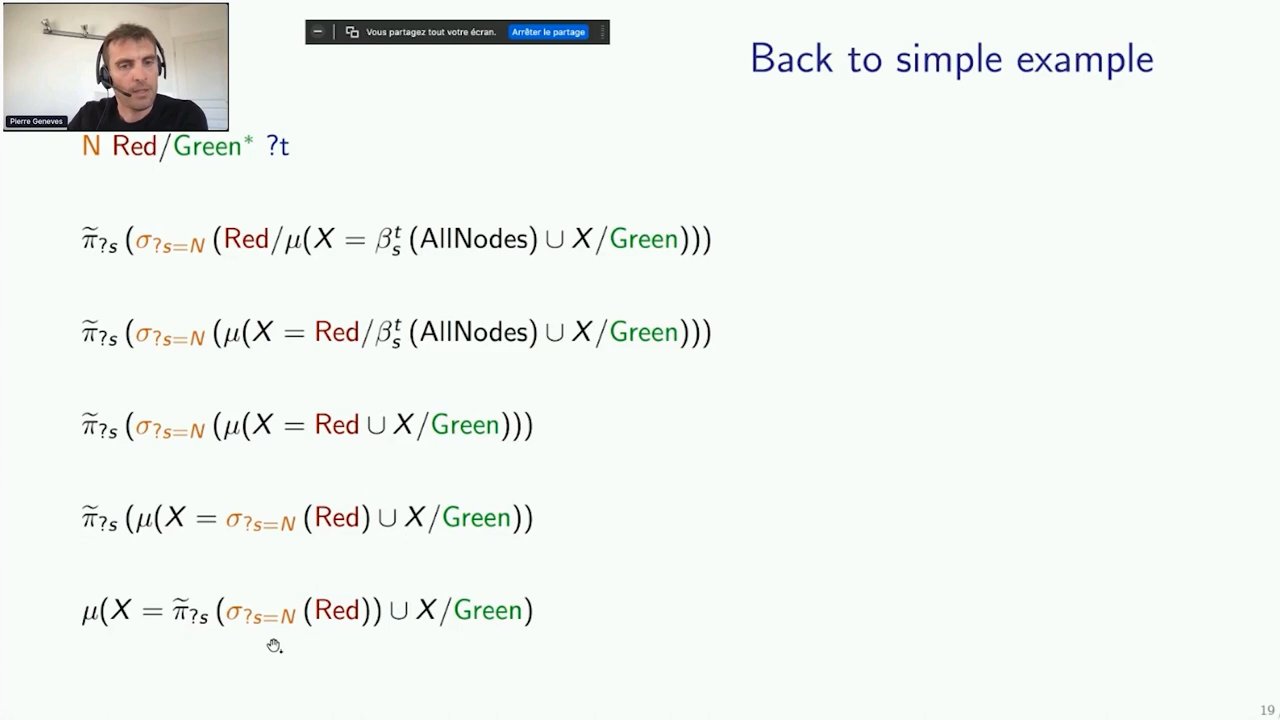 Vous partagez tout votre écran. Arrêter le partage
Back to simple example
Pierre Geneves
N Red/Green* ?t
π̃?s (σ?s=N (Red/μ(X = βₛᵗ (AllNodes) ∪ X/Green)))
π̃?s (σ?s=N (μ(X = Red/βₛᵗ (AllNodes) ∪ X/Green)))
π̃?s (σ?s=N (μ(X = Red ∪ X/Green)))
π̃?s (μ(X = σ?s=N (Red) ∪ X/Green))
μ(X = π̃?s (σ?s=N (Red)) ∪ X/Green)
19